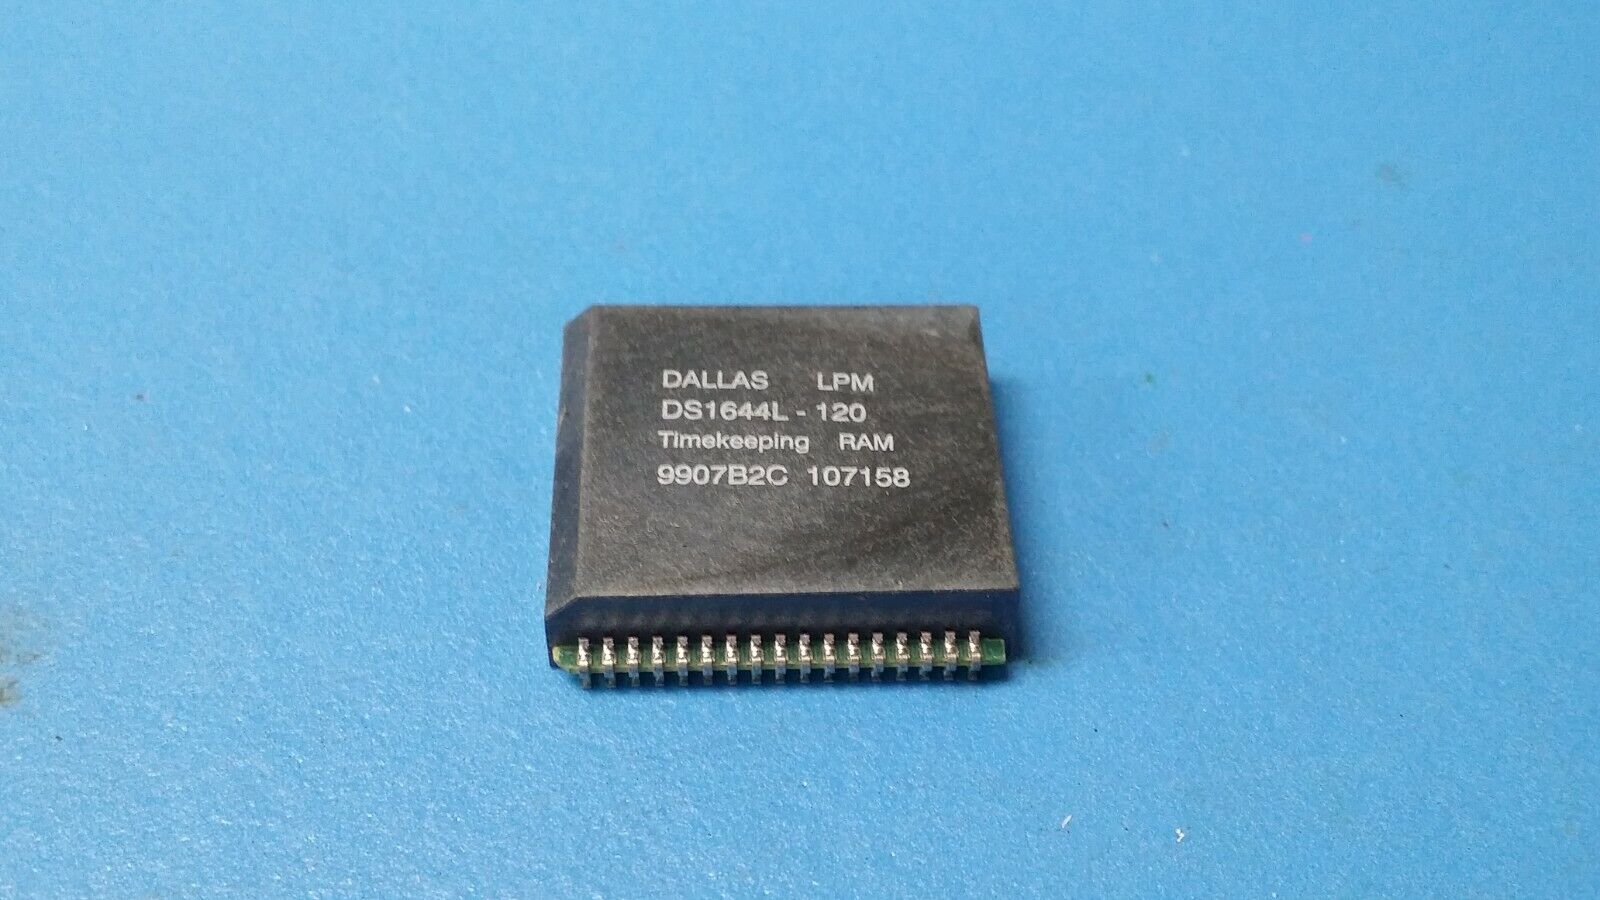 DALLAS LPM
DS1644L - 120
Timekeeping RAM
9907B2C 107158